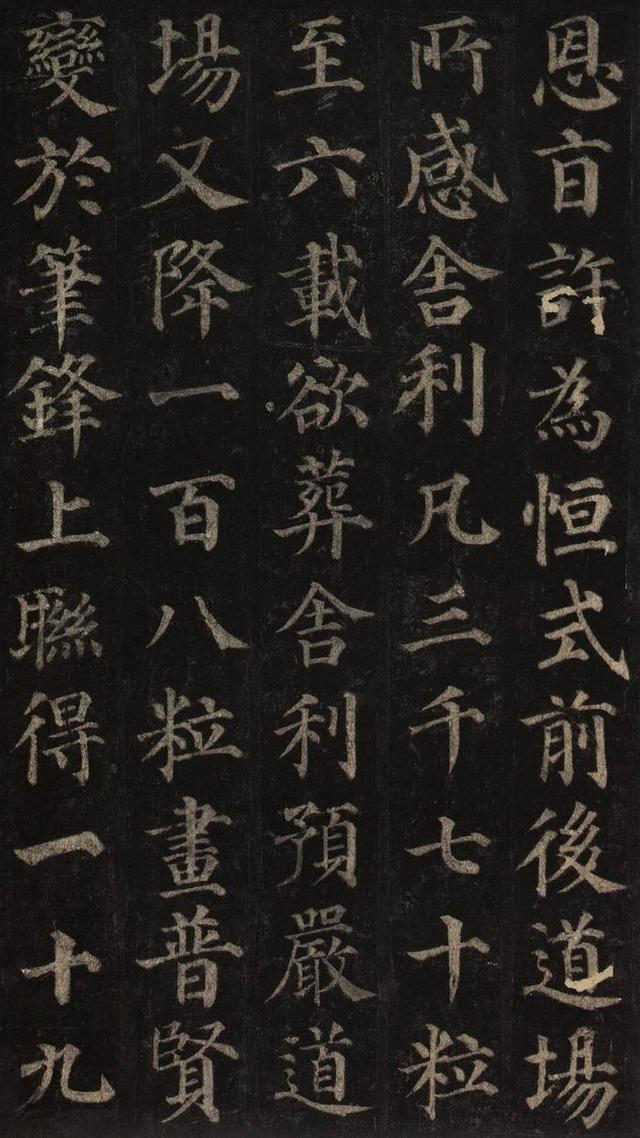 恩㫖許為恒式前後道場
所感舍利凡三千七十粒
至六載欲葬舍利預嚴道
場又降一百八粒畫普賢
變於筆鋒上聯得一十九